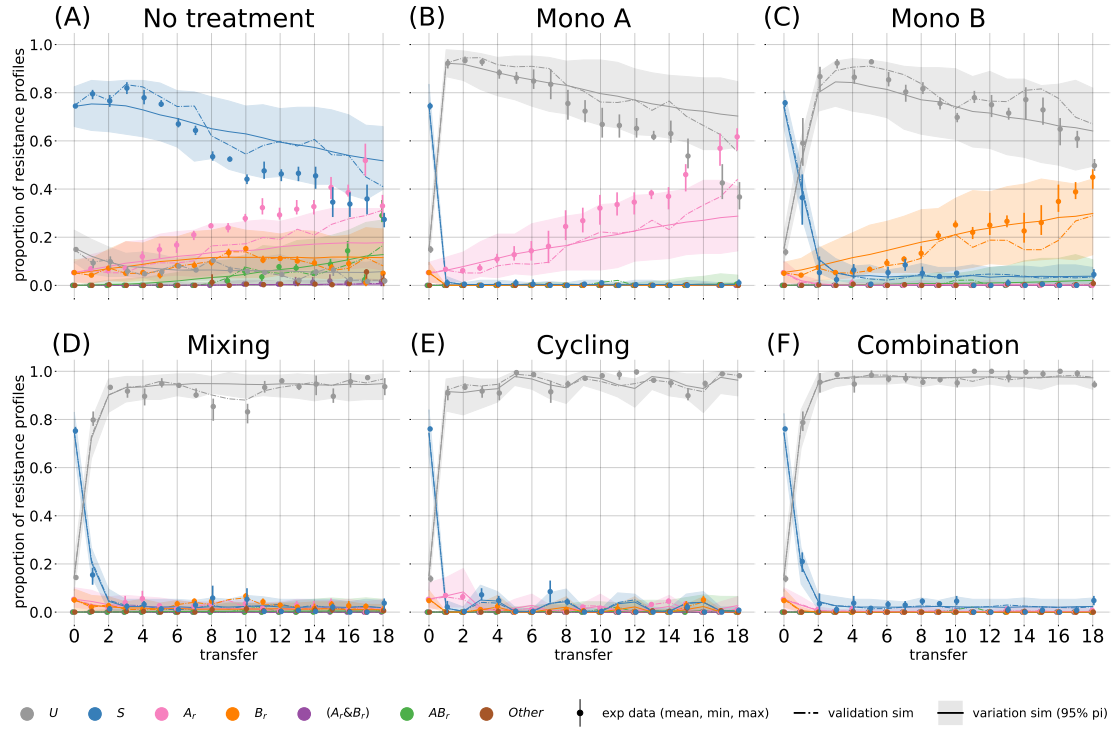 (A) No treatment
(B) Mono A
(C) Mono B
proportion of resistance profiles
1.0
0.8
0.6
0.4
0.2
0.0
(D) Mixing
(E) Cycling
(F) Combination
proportion of resistance profiles
1.0
0.8
0.6
0.4
0.2
0.0
0 2 4 6 8 10 12 14 16 18
0 2 4 6 8 10 12 14 16 18
0 2 4 6 8 10 12 14 16 18
transfer
transfer
transfer
U S Ar Br (Ar&Br) ABr Other exp data (mean, min, max) validation sim variation sim (95% pi)